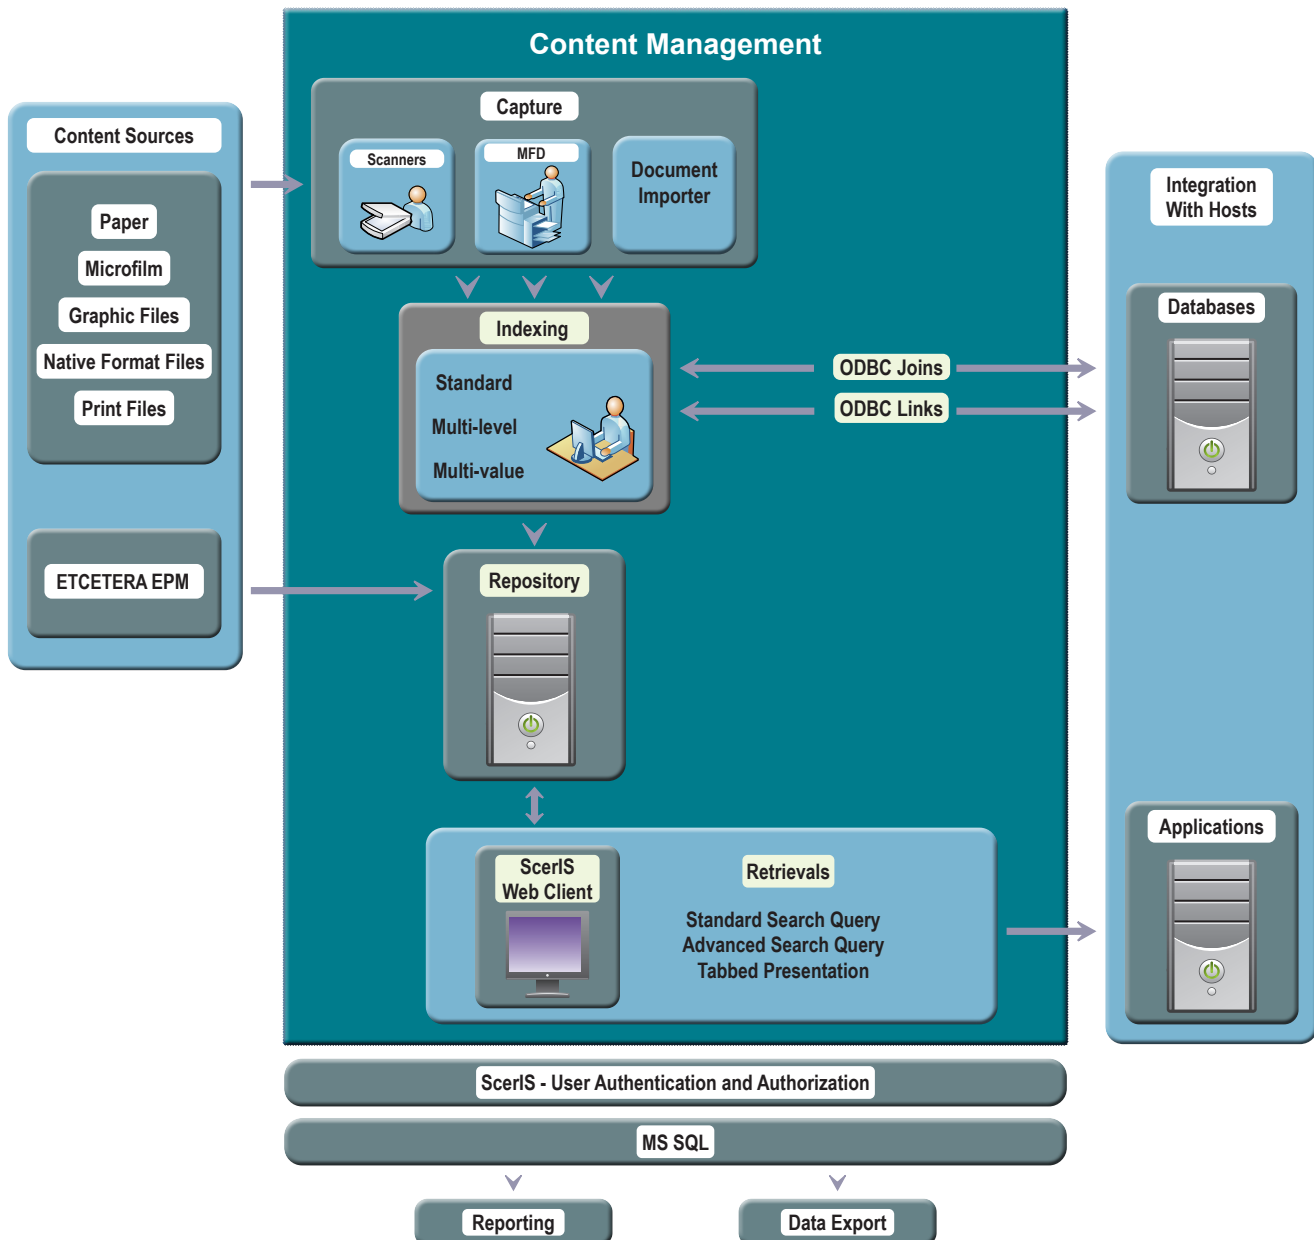 Content Management
Content Sources
Paper
Microfilm
Graphic Files
Native Format Files
Print Files
ETCETERA EPM
Capture
Scanners
MFD
Document
Importer
Indexing
Standard
Multi-level
Multi-value
ODBC Joins
ODBC Links
Repository
ScerIS
Web Client
Retrievals
Standard Search Query
Advanced Search Query
Tabbed Presentation
Integration
With Hosts
Databases
Applications
ScerIS - User Authentication and Authorization
MS SQL
Reporting
Data Export